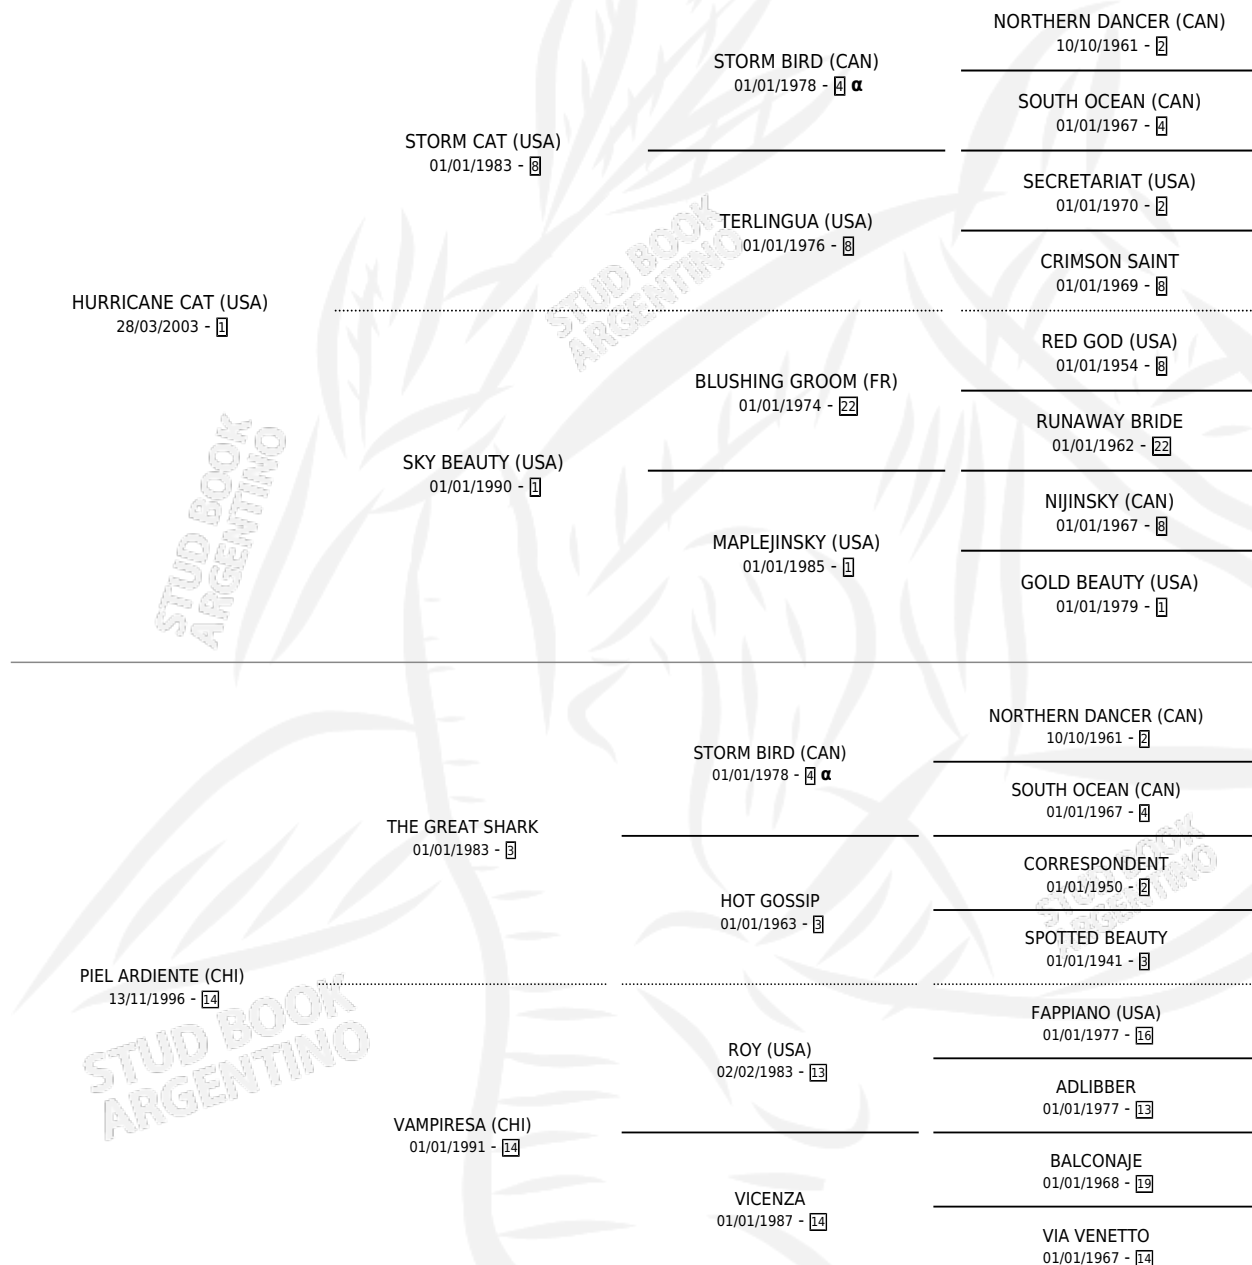 NORTHERN DANCER (CAN)
10/10/1961 - 2
STORM BIRD (CAN)
01/01/1978 - 4 α
SOUTH OCEAN (CAN)
01/01/1967 - 4
STORM CAT (USA)
01/01/1983 - 8
SECRETARIAT (USA)
01/01/1970 - 2
TERLINGUA (USA)
01/01/1976 - 8
CRIMSON SAINT
01/01/1969 - 8
HURRICANE CAT (USA)
28/03/2003 - 1
RED GOD (USA)
01/01/1954 - 8
BLUSHING GROOM (FR)
01/01/1974 - 22
RUNAWAY BRIDE
01/01/1962 - 22
SKY BEAUTY (USA)
01/01/1990 - 1
NIJINSKY (CAN)
01/01/1967 - 8
MAPLEJINSKY (USA)
01/01/1985 - 1
GOLD BEAUTY (USA)
01/01/1979 - 1
STUD BOOK
ARGENTINO
STUD BOOK
ARGENTINO
NORTHERN DANCER (CAN)
10/10/1961 - 2
STORM BIRD (CAN)
01/01/1978 - 4 α
SOUTH OCEAN (CAN)
01/01/1967 - 4
THE GREAT SHARK
01/01/1983 - 3
CORRESPONDENT
01/01/1950 - 2
HOT GOSSIP
01/01/1963 - 3
SPOTTED BEAUTY
01/01/1941 - 3
PIEL ARDIENTE (CHI)
13/11/1996 - 14
FAPPIANO (USA)
01/01/1977 - 16
ROY (USA)
02/02/1983 - 13
ADLIBBER
01/01/1977 - 13
VAMPIRESA (CHI)
01/01/1991 - 14
BALCONAJE
01/01/1968 - 19
VICENZA
01/01/1987 - 14
VIA VENETTO
01/01/1967 - 14
STUD BOOK
ARGENTINO
STUD BOOK
ARGENTINO